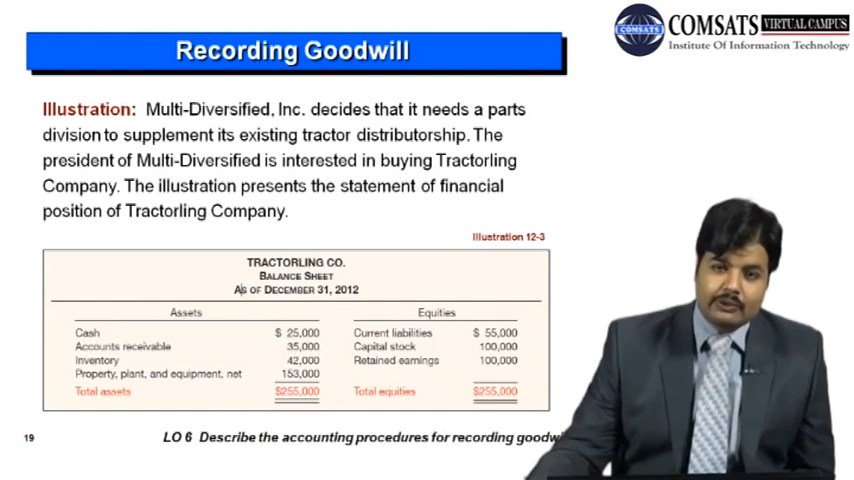 Recording Goodwill
COMSATS
COMSATS VIRTUAL CAMPUS
Institute Of Information Technology
Illustration: Multi-Diversified, Inc. decides that it needs a parts
division to supplement its existing tractor distributorship. The
president of Multi-Diversified is interested in buying Tractorling
Company. The illustration presents the statement of financial
position of Tractorling Company.
Illustration 12-3
TRACTORLING CO.
BALANCE SHEET
AS OF DECEMBER 31, 2012
Assets Equities
Cash $ 25,000 Current liabilities $ 55,000
Accounts receivable 35,000 Capital stock 100,000
Inventory 42,000 Retained earnings 100,000
Property, plant, and equipment, net 153,000
Total assets $255,000 Total equities $255,000
19
LO 6 Describe the accounting procedures for recording goodwi